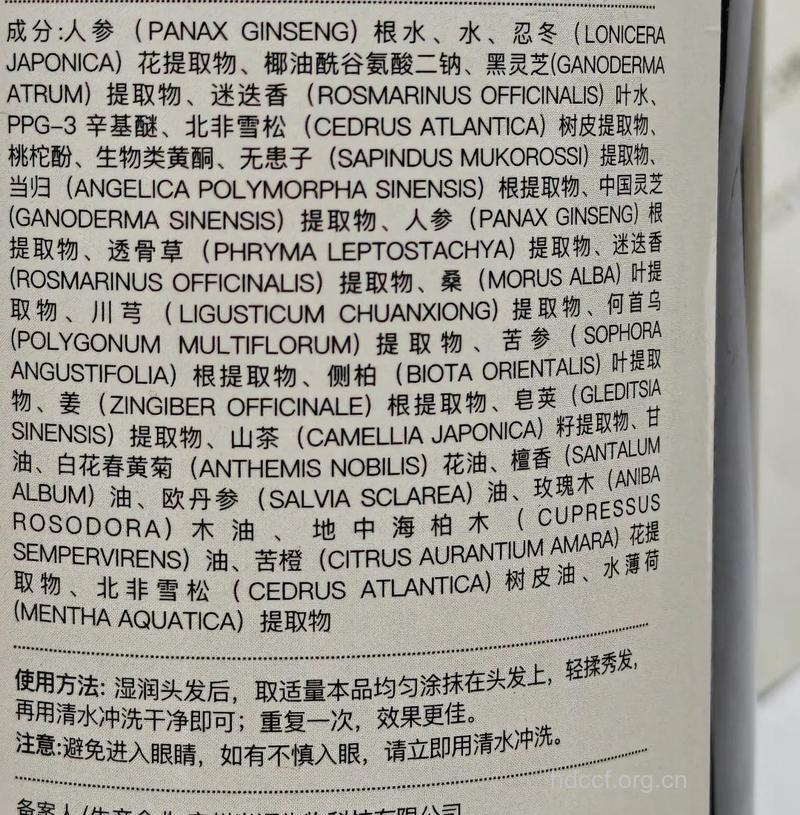 成分:人参（PANAX GINSENG）根水、水、忍冬（LONICERA
JAPONICA）花提取物、椰油酰谷氨酸二钠、黑灵芝(GANODERMA
ATRUM）提取物、迷迭香（ROSMARINUS OFFICINALIS）叶水、
PPG-3 辛基醚、北非雪松（CEDRUS ATLANTICA）树皮提取物、
桃柁酚、生物类黄酮、无患子（SAPINDUS MUKOROSSI）提取物、
当归（ANGELICA POLYMORPHA SINENSIS）根提取物、中国灵芝
(GANODERMA SINENSIS）提取物、人参（PANAX GINSENG）根
提取物、透骨草（PHRYMA LEPTOSTACHYA）提取物、迷迭香
(ROSMARINUS OFFICINALIS）提取物、桑（MORUS ALBA）叶提
取物、川芎（LIGUSTICUM CHUANXIONG）提取物、何首乌
(POLYGONUM MULTIFLORUM）提取物、苦参（SOPHORA
ANGUSTIFOLIA）根提取物、侧柏（BIOTA ORIENTALIS）叶提取
物、姜（ZINGIBER OFFICINALE）根提取物、皂荚（GLEDITSIA
SINENSIS）提取物、山茶（CAMELLIA JAPONICA）籽提取物、甘
油、白花春黄菊（ANTHEMIS NOBILIS）花油、檀香（SANTALUM
ALBUM）油、欧丹参（SALVIA SCLAREA）油、玫瑰木（ANIBA
ROSODORA）木油、地中海柏木（CUPRESSUS
SEMPERVIRENS）油、苦橙（CITRUS AURANTIUM AMARA）花提
取物、北非雪松（CEDRUS ATLANTICA）树皮油、水薄荷
(MENTHA AQUATICA）提取物
使用方法: 湿润头发后，取适量本品均匀涂抹在头发上，轻揉秀发，
再用清水冲洗干净即可；重复一次，效果更佳。
注意:避免进入眼睛，如有不慎入眼，请立即用清水冲洗。
hdccf.org.cn
备案人/生产企业